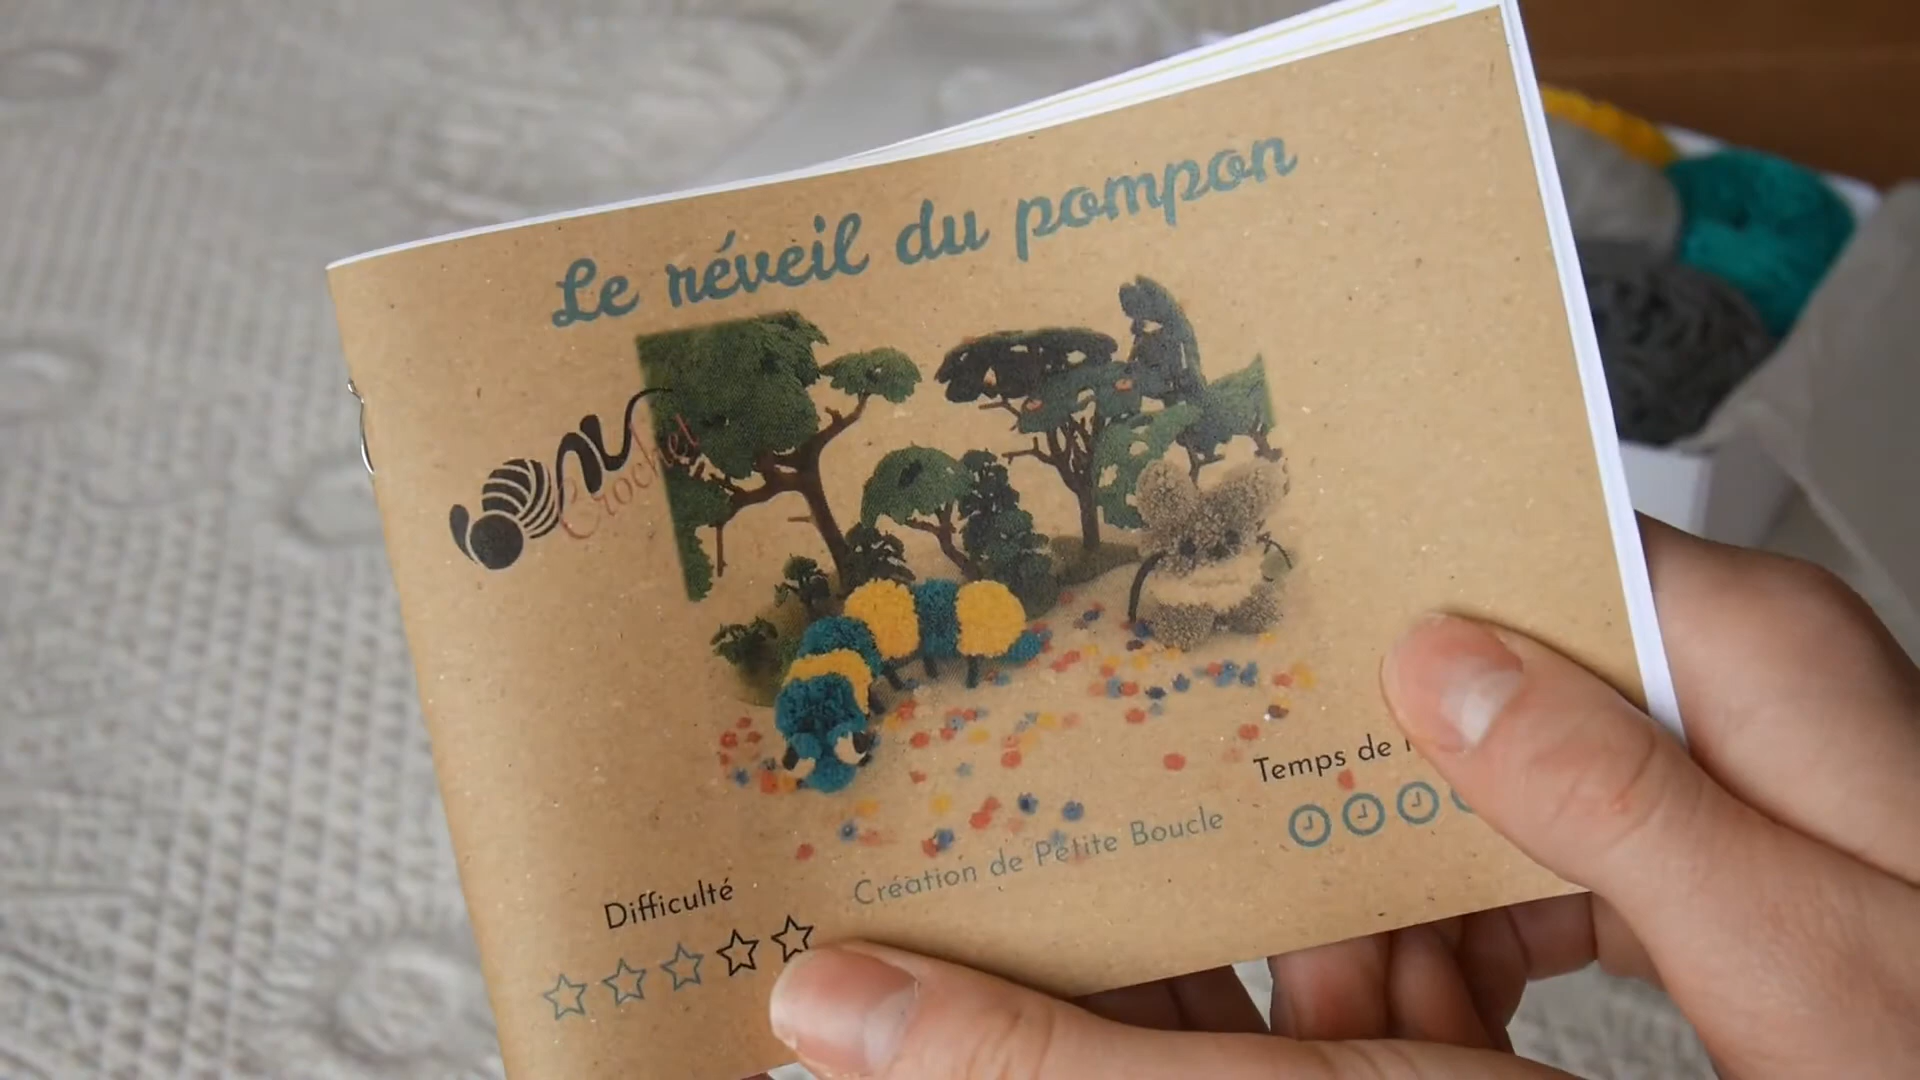 Le réveil du pompon
Crochet
Temps de
Création de Petite Boucle
Difficulté